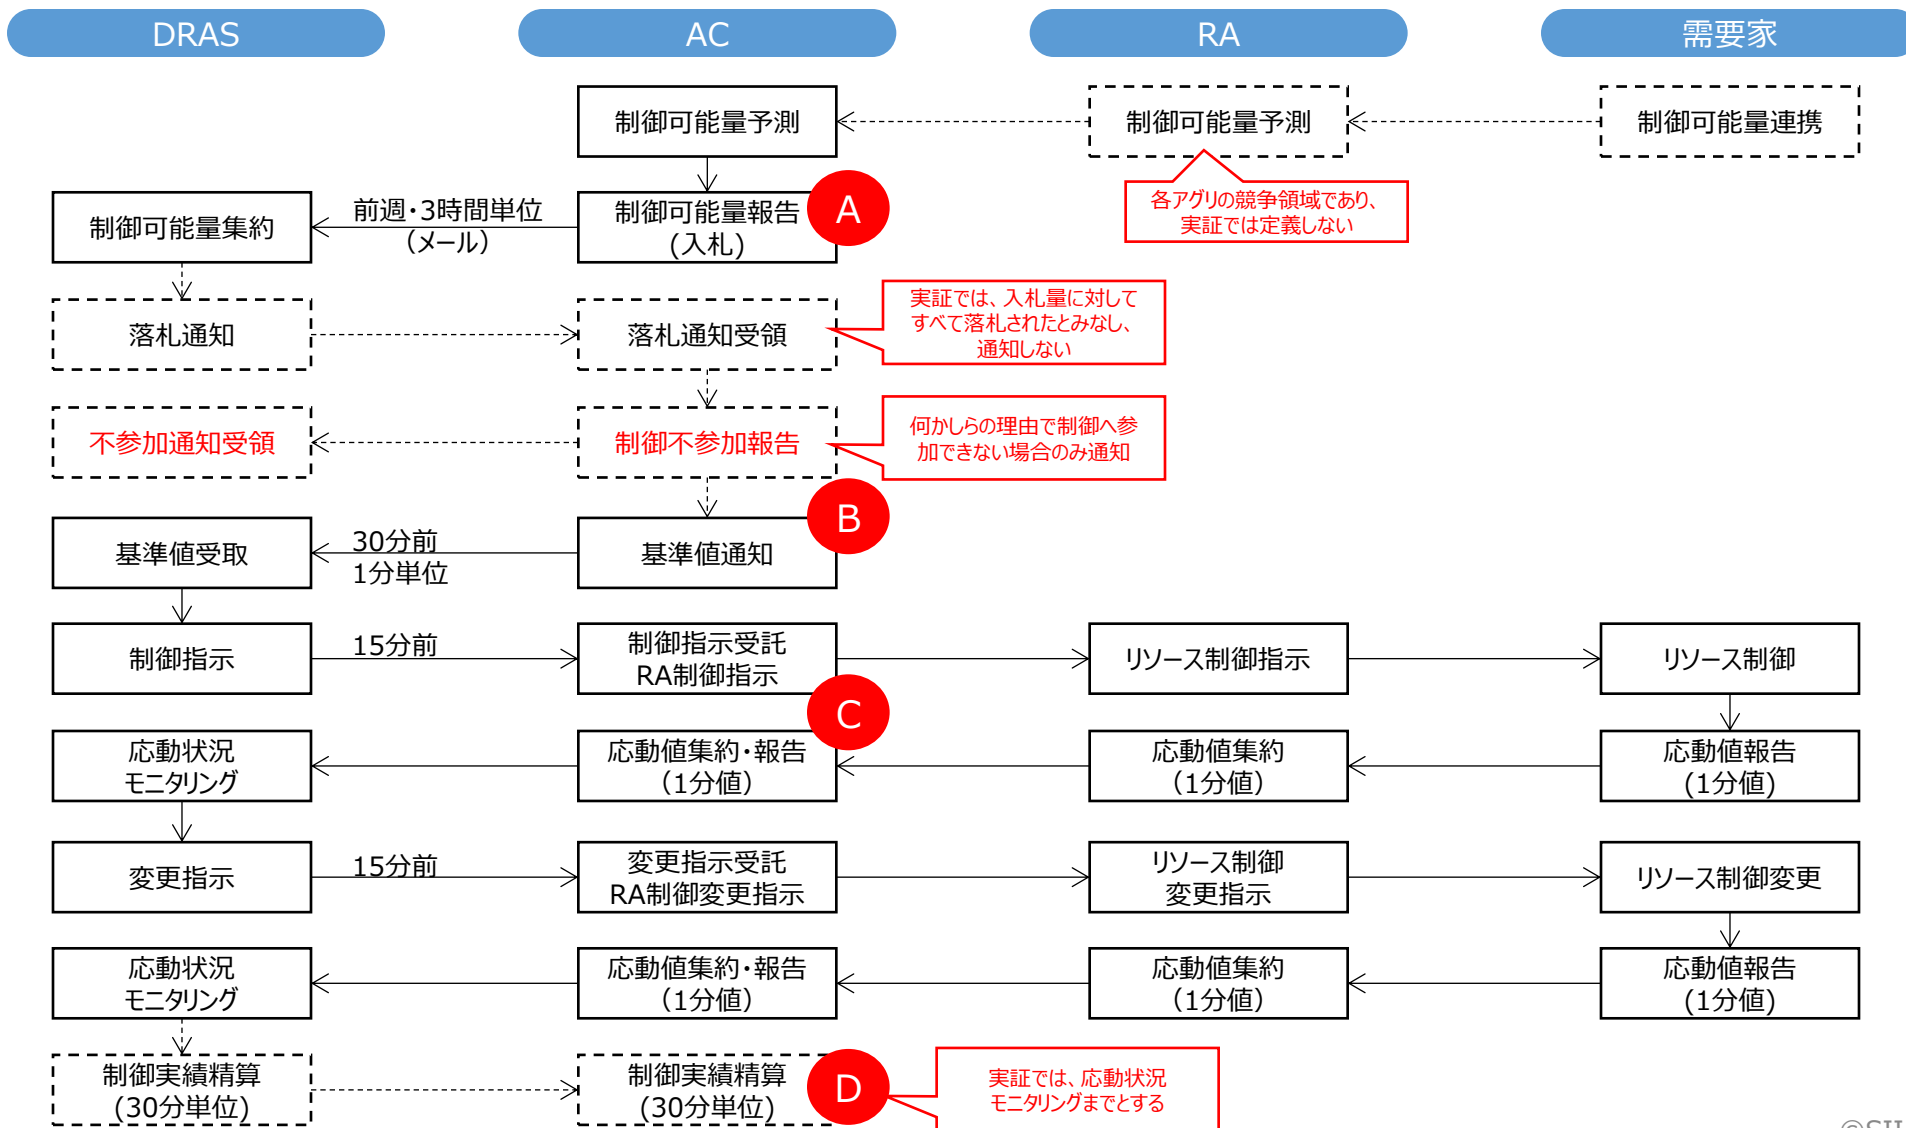 DRAS
AC
RA
需要家
制御可能量予測
制御可能量予測
制御可能量連携
各アグリの競争領域であり、
実証では定義しない
制御可能量集約
前週・3時間単位
（メール）
制御可能量報告
(入札)
A
落札通知
落札通知受領
実証では、入札量に対して
すべて落札されたとみなし、
通知しない
不参加通知受領
制御不参加報告
何かしらの理由で制御へ参
加できない場合のみ通知
B
基準値受取
30分前
1分単位
基準値通知
制御指示
15分前
制御指示受託
RA制御指示
リソース制御指示
リソース制御
C
応動状況
モニタリング
応動値集約・報告
（1分値）
応動値集約
（1分値）
応動値報告
(1分値)
変更指示
15分前
変更指示受託
RA制御変更指示
リソース制御
変更指示
リソース制御変更
応動状況
モニタリング
応動値集約・報告
（1分値）
応動値集約
（1分値）
応動値報告
(1分値)
制御実績精算
(30分単位)
制御実績精算
(30分単位)
D
実証では、応動状況
モニタリングまでとする
©SII